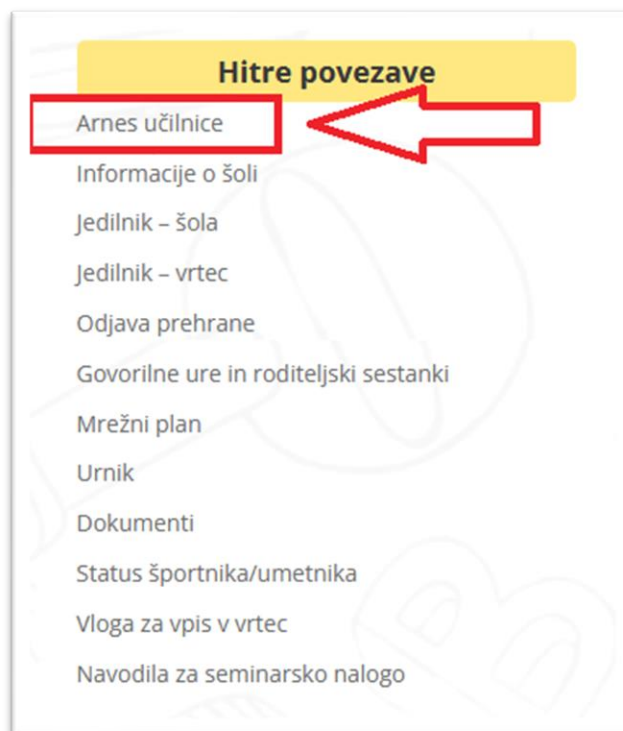 Hitre povezave
Arnes učilnice
Informacije o šoli
Jedilnik – šola
Jedilnik – vrtec
Odjava prehrane
Govorilne ure in roditeljski sestanki
Mrežni plan
Urnik
Dokumenti
Status športnika/umetnika
Vloga za vpis v vrtec
Navodila za seminarsko nalogo